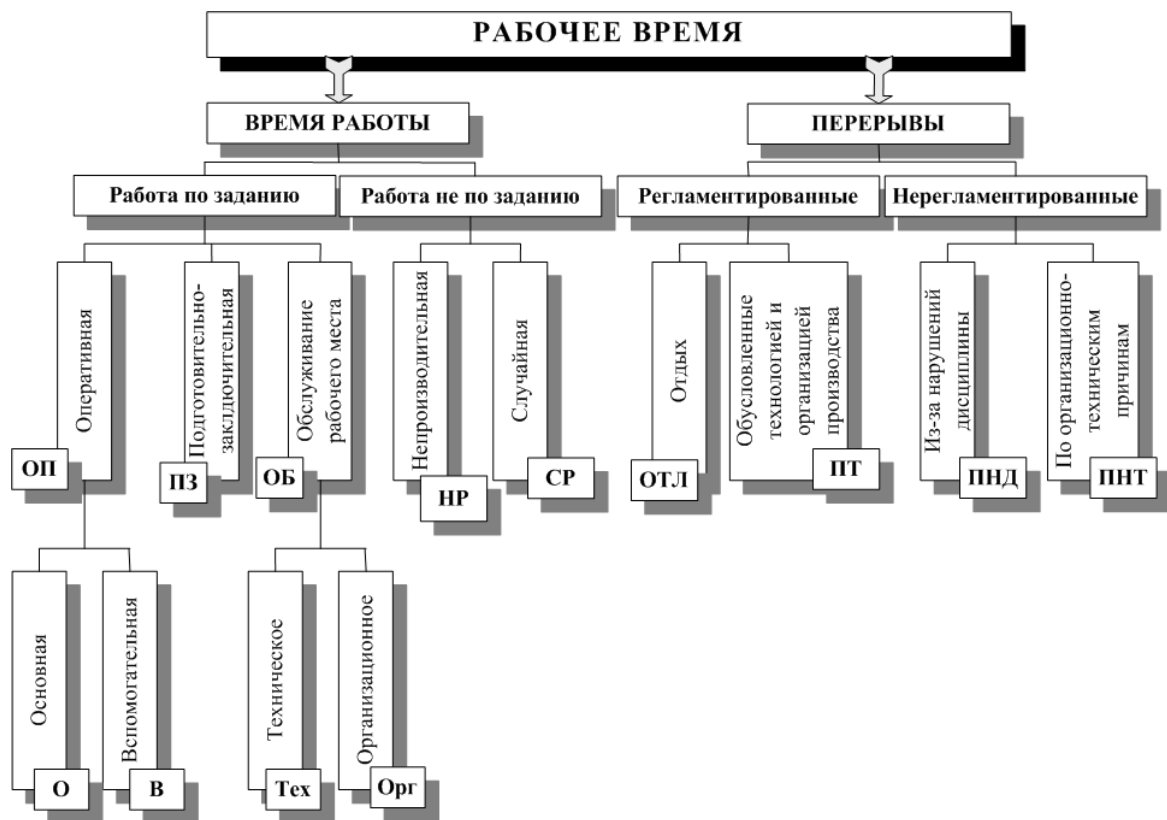 РАБОЧЕЕ ВРЕМЯ
ВРЕМЯ РАБОТЫ
ПЕРЕРЫВЫ
Работа по заданию
Работа не по заданию
Регламентированные
Нерегламентированные
Оперативная
ОП
Подготовительно-
заклдючительная
ПЗ
Обслуживание
рабочего места
ОБ
Непроизводительная
НР
Случайная
СР
Отдых
ОТЛ
Обусловленные
технологией и
организацией
производства
ПТ
Из-за нарушений
дисциплины
ПНД
По организационно-
техническим
причинам
ПНТ
Основная
О
Вспомогательная
В
Техническое
Тех
Организационное
Орг